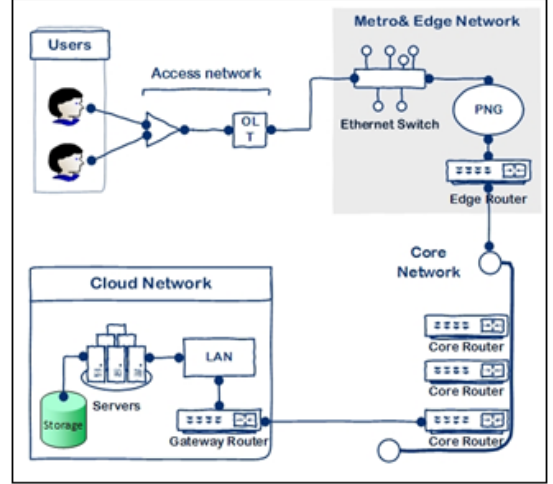 Metro& Edge Network
Users
Access network
OL
T
Ethernet Switch
PNG
Edge Router
Core
Network
Cloud Network
Core Router
Core Router
Core Router
LAN
Servers
Storage
Gateway Router